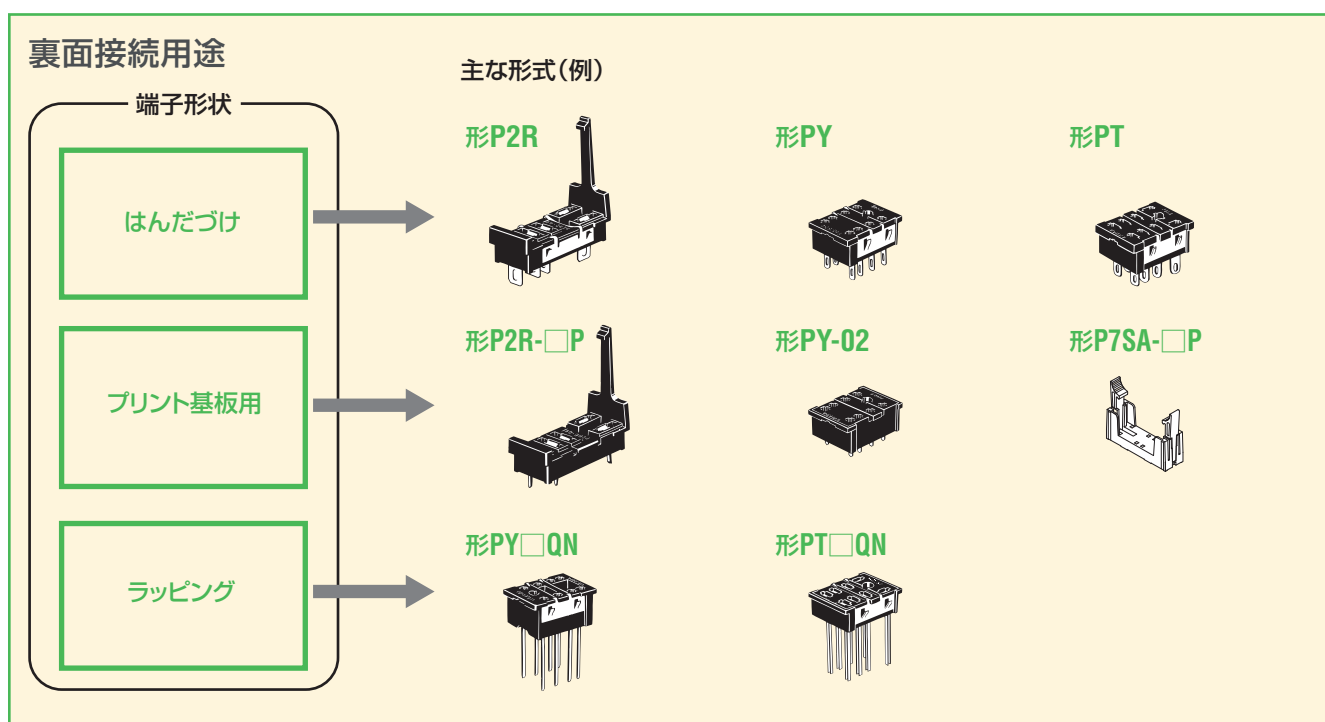 裏面接続用途
主な形式(例)
端子形状
形P2R
形PY
形PT
はんだづけ
形P2R-□P
形PY-02
形P7SA-□P
プリント基板用
形PY□QN
形PT□QN
ラッピング